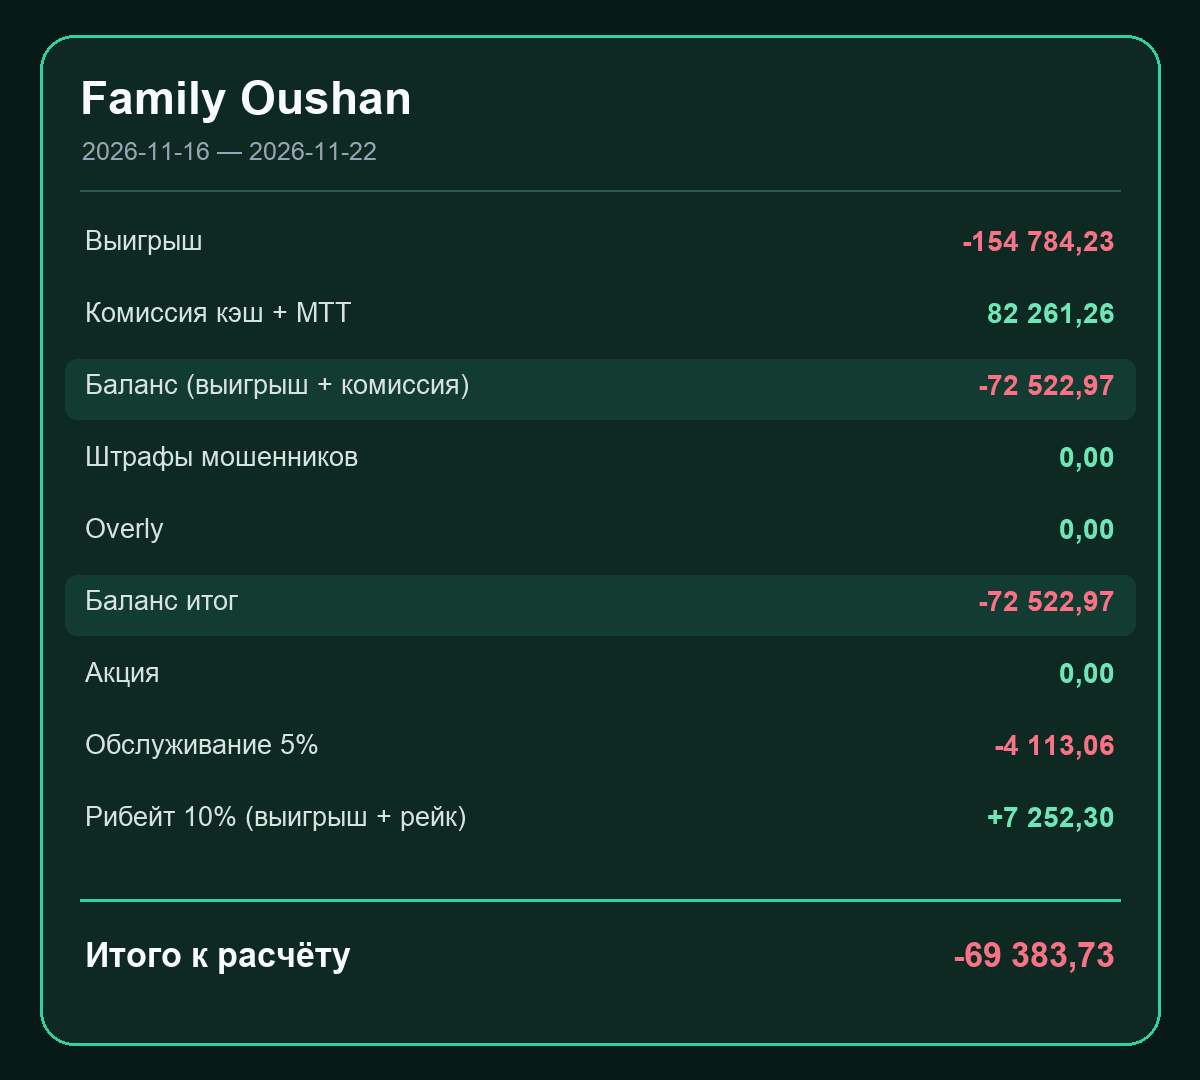 Family Oushan
2026-11-16 — 2026-11-22
Выигрыш -154 784,23
Комиссия кэш + МТТ 82 261,26
Баланс (выигрыш + комиссия) -72 522,97
Штрафы мошенников 0,00
Overly 0,00
Баланс итог -72 522,97
Акция 0,00
Обслуживание 5% -4 113,06
Рибейт 10% (выигрыш + рейк) +7 252,30
Итого к расчёту -69 383,73